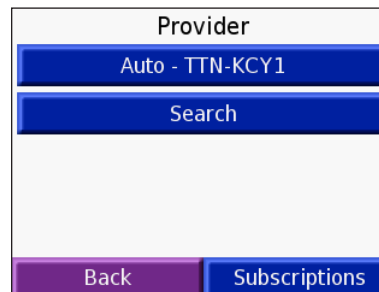 Provider
Auto - TTN-KCY1
Search
Back
Subscriptions